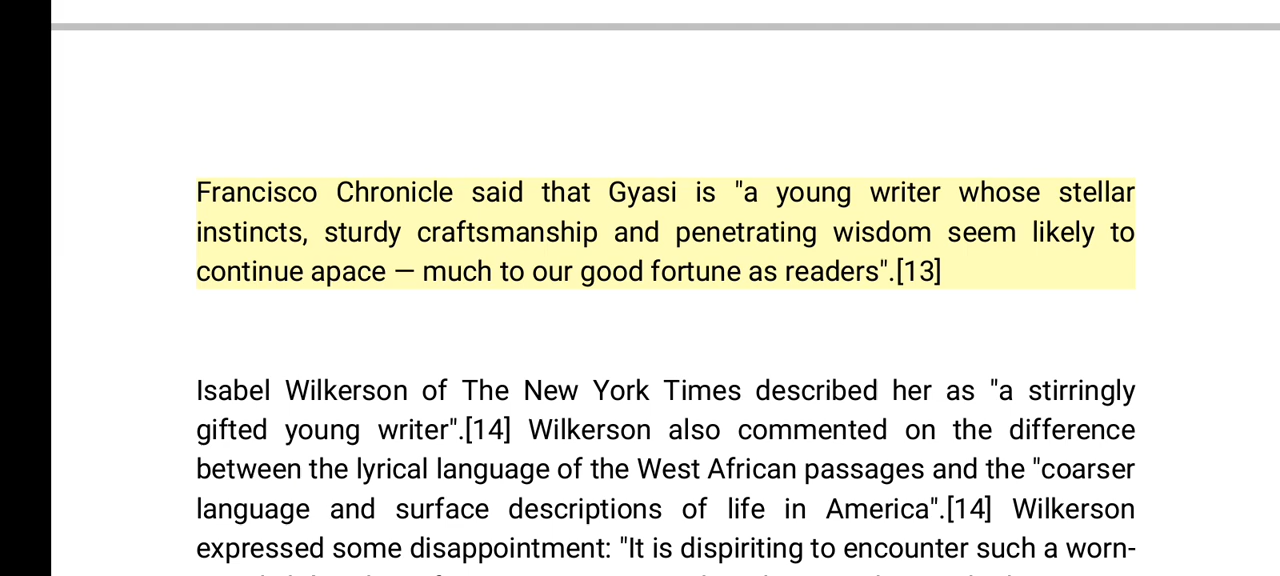 Francisco Chronicle said that Gyasi is "a young writer whose stellar
instincts, sturdy craftsmanship and penetrating wisdom seem likely to
continue apace — much to our good fortune as readers".[13]
Isabel Wilkerson of The New York Times described her as "a stirringly
gifted young writer".[14] Wilkerson also commented on the difference
between the lyrical language of the West African passages and the "coarser
language and surface descriptions of life in America".[14] Wilkerson
expressed some disappointment: "It is dispiriting to encounter such a worn-